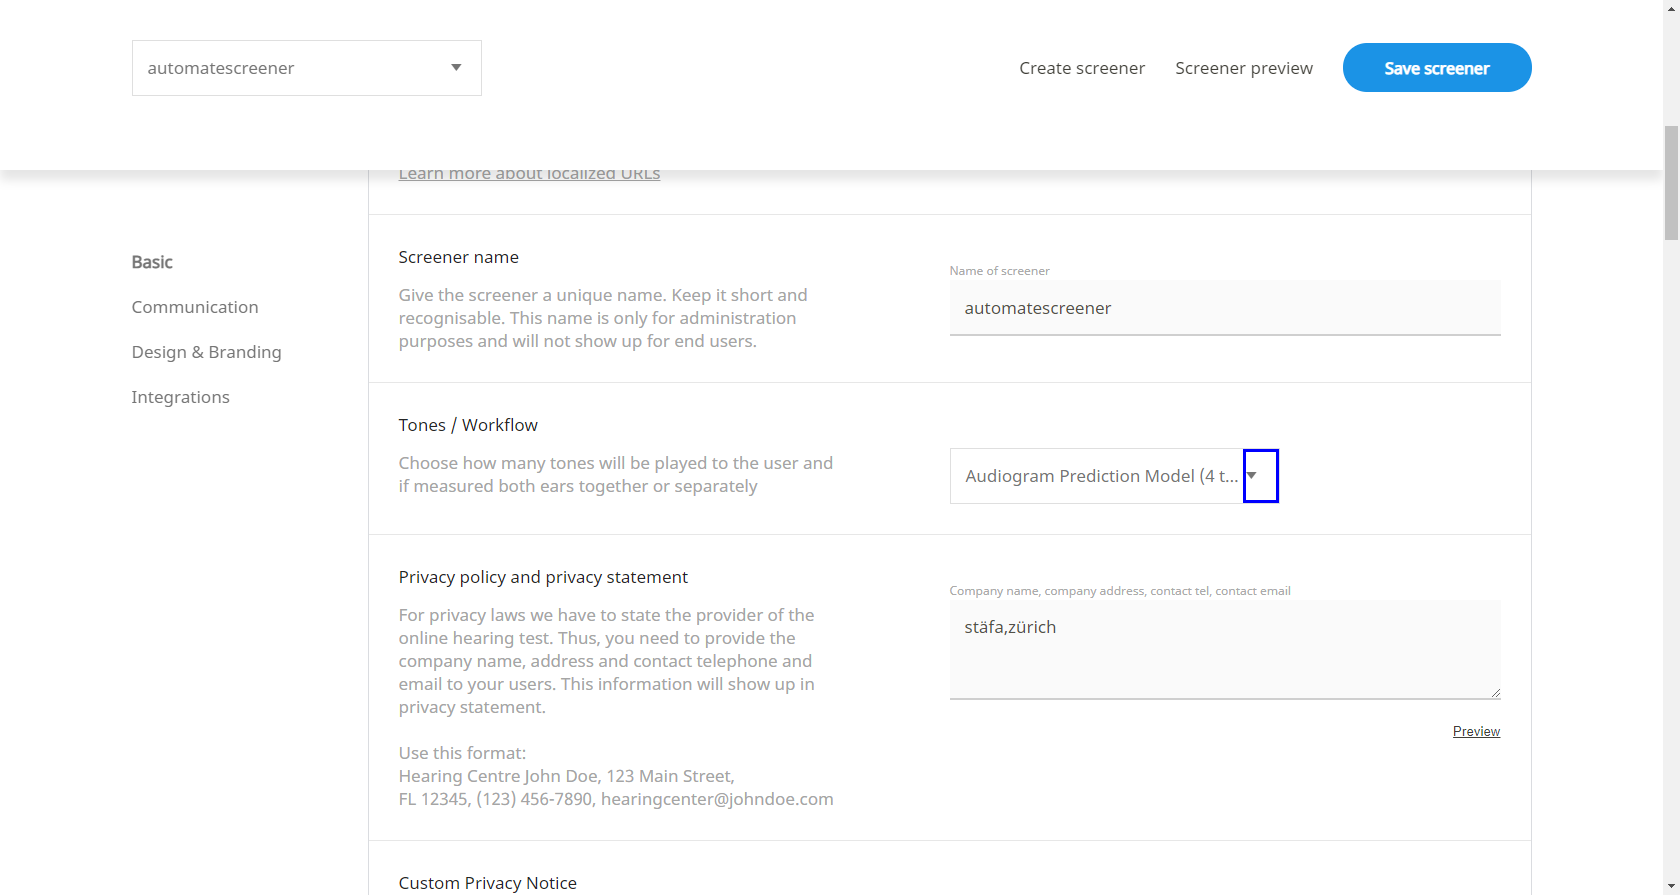 automatescreener
Create screener
Screener preview
Save screener
Learn more about localized URLs
Basic
Communication
Design & Branding
Integrations
Screener name
Give the screener a unique name. Keep it short and
recognisable. This name is only for administration
purposes and will not show up for end users.
Name of screener
automatescreener
Tones / Workflow
Choose how many tones will be played to the user and
if measured both ears together or separately
Audiogram Prediction Model (4 t...
Privacy policy and privacy statement
For privacy laws we have to state the provider of the
online hearing test. Thus, you need to provide the
company name, address and contact telephone and
email to your users. This information will show up in
privacy statement.
Use this format:
Hearing Centre John Doe, 123 Main Street,
FL 12345, (123) 456-7890, hearingcenter@johndoe.com
Company name, company address, contact tel, contact email
stäfa,zürich
Preview
Custom Privacy Notice